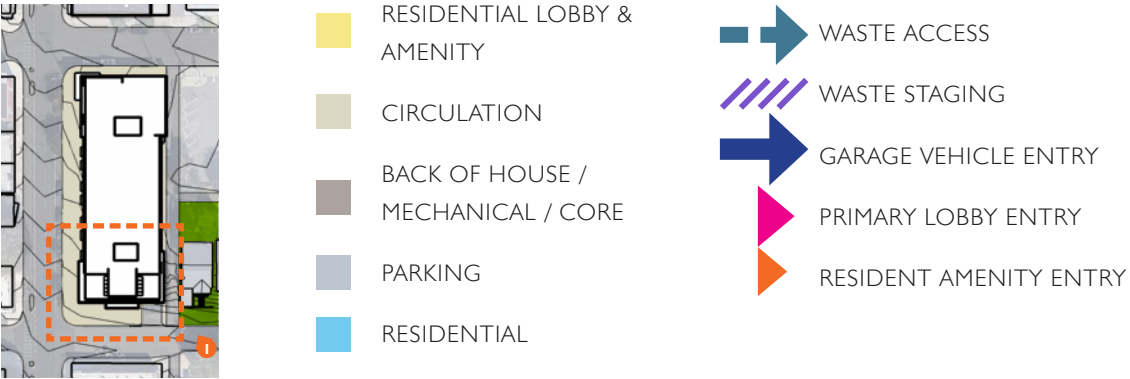 RESIDENTIAL LOBBY &
AMENITY
CIRCULATION
BACK OF HOUSE /
MECHANICAL / CORE
PARKING
RESIDENTIAL
WASTE ACCESS
WASTE STAGING
GARAGE VEHICLE ENTRY
PRIMARY LOBBY ENTRY
RESIDENT AMENITY ENTRY
1